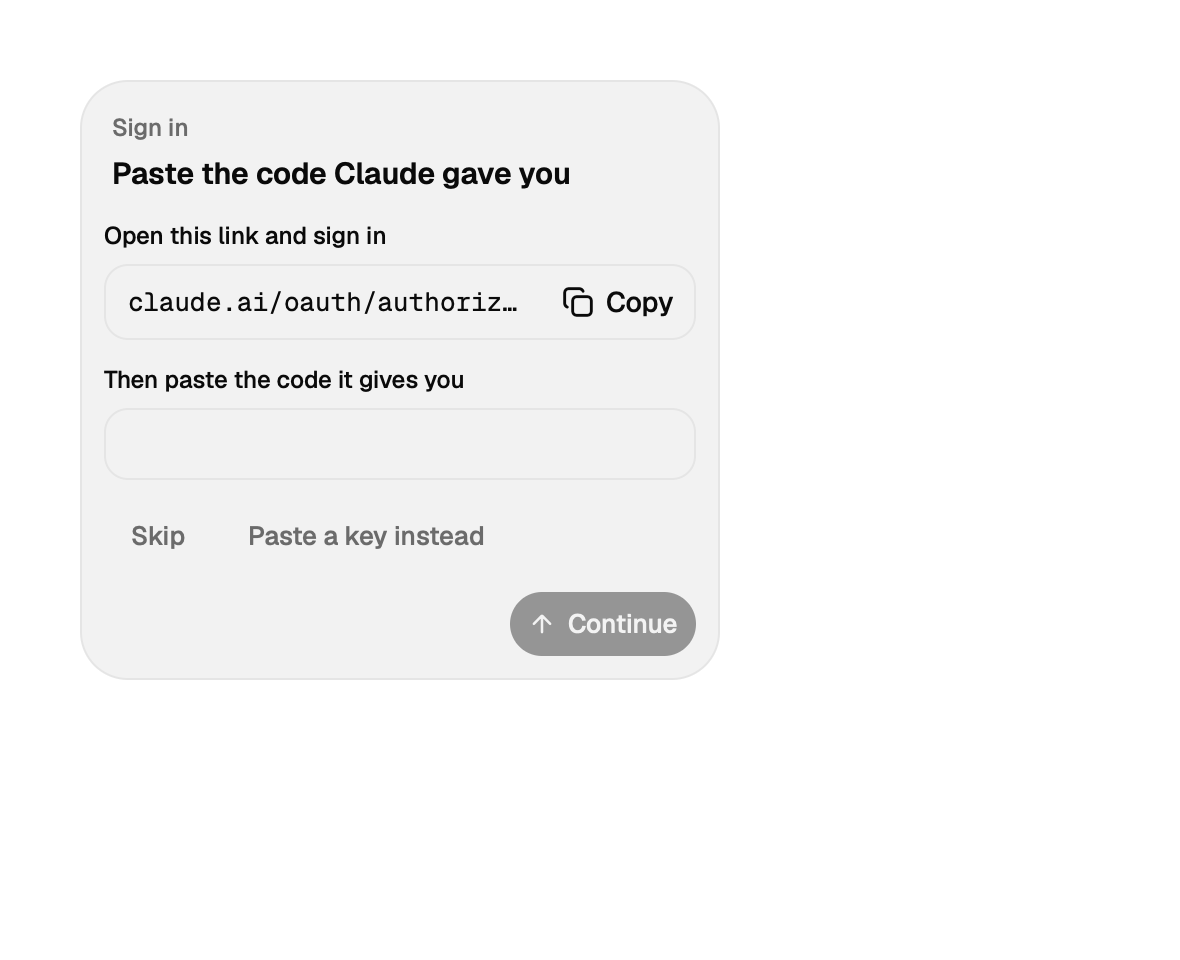 Sign in
Paste the code Claude gave you
Open this link and sign in
claude.ai/oauth/authoriz… Copy
Then paste the code it gives you
Skip Paste a key instead
Continue